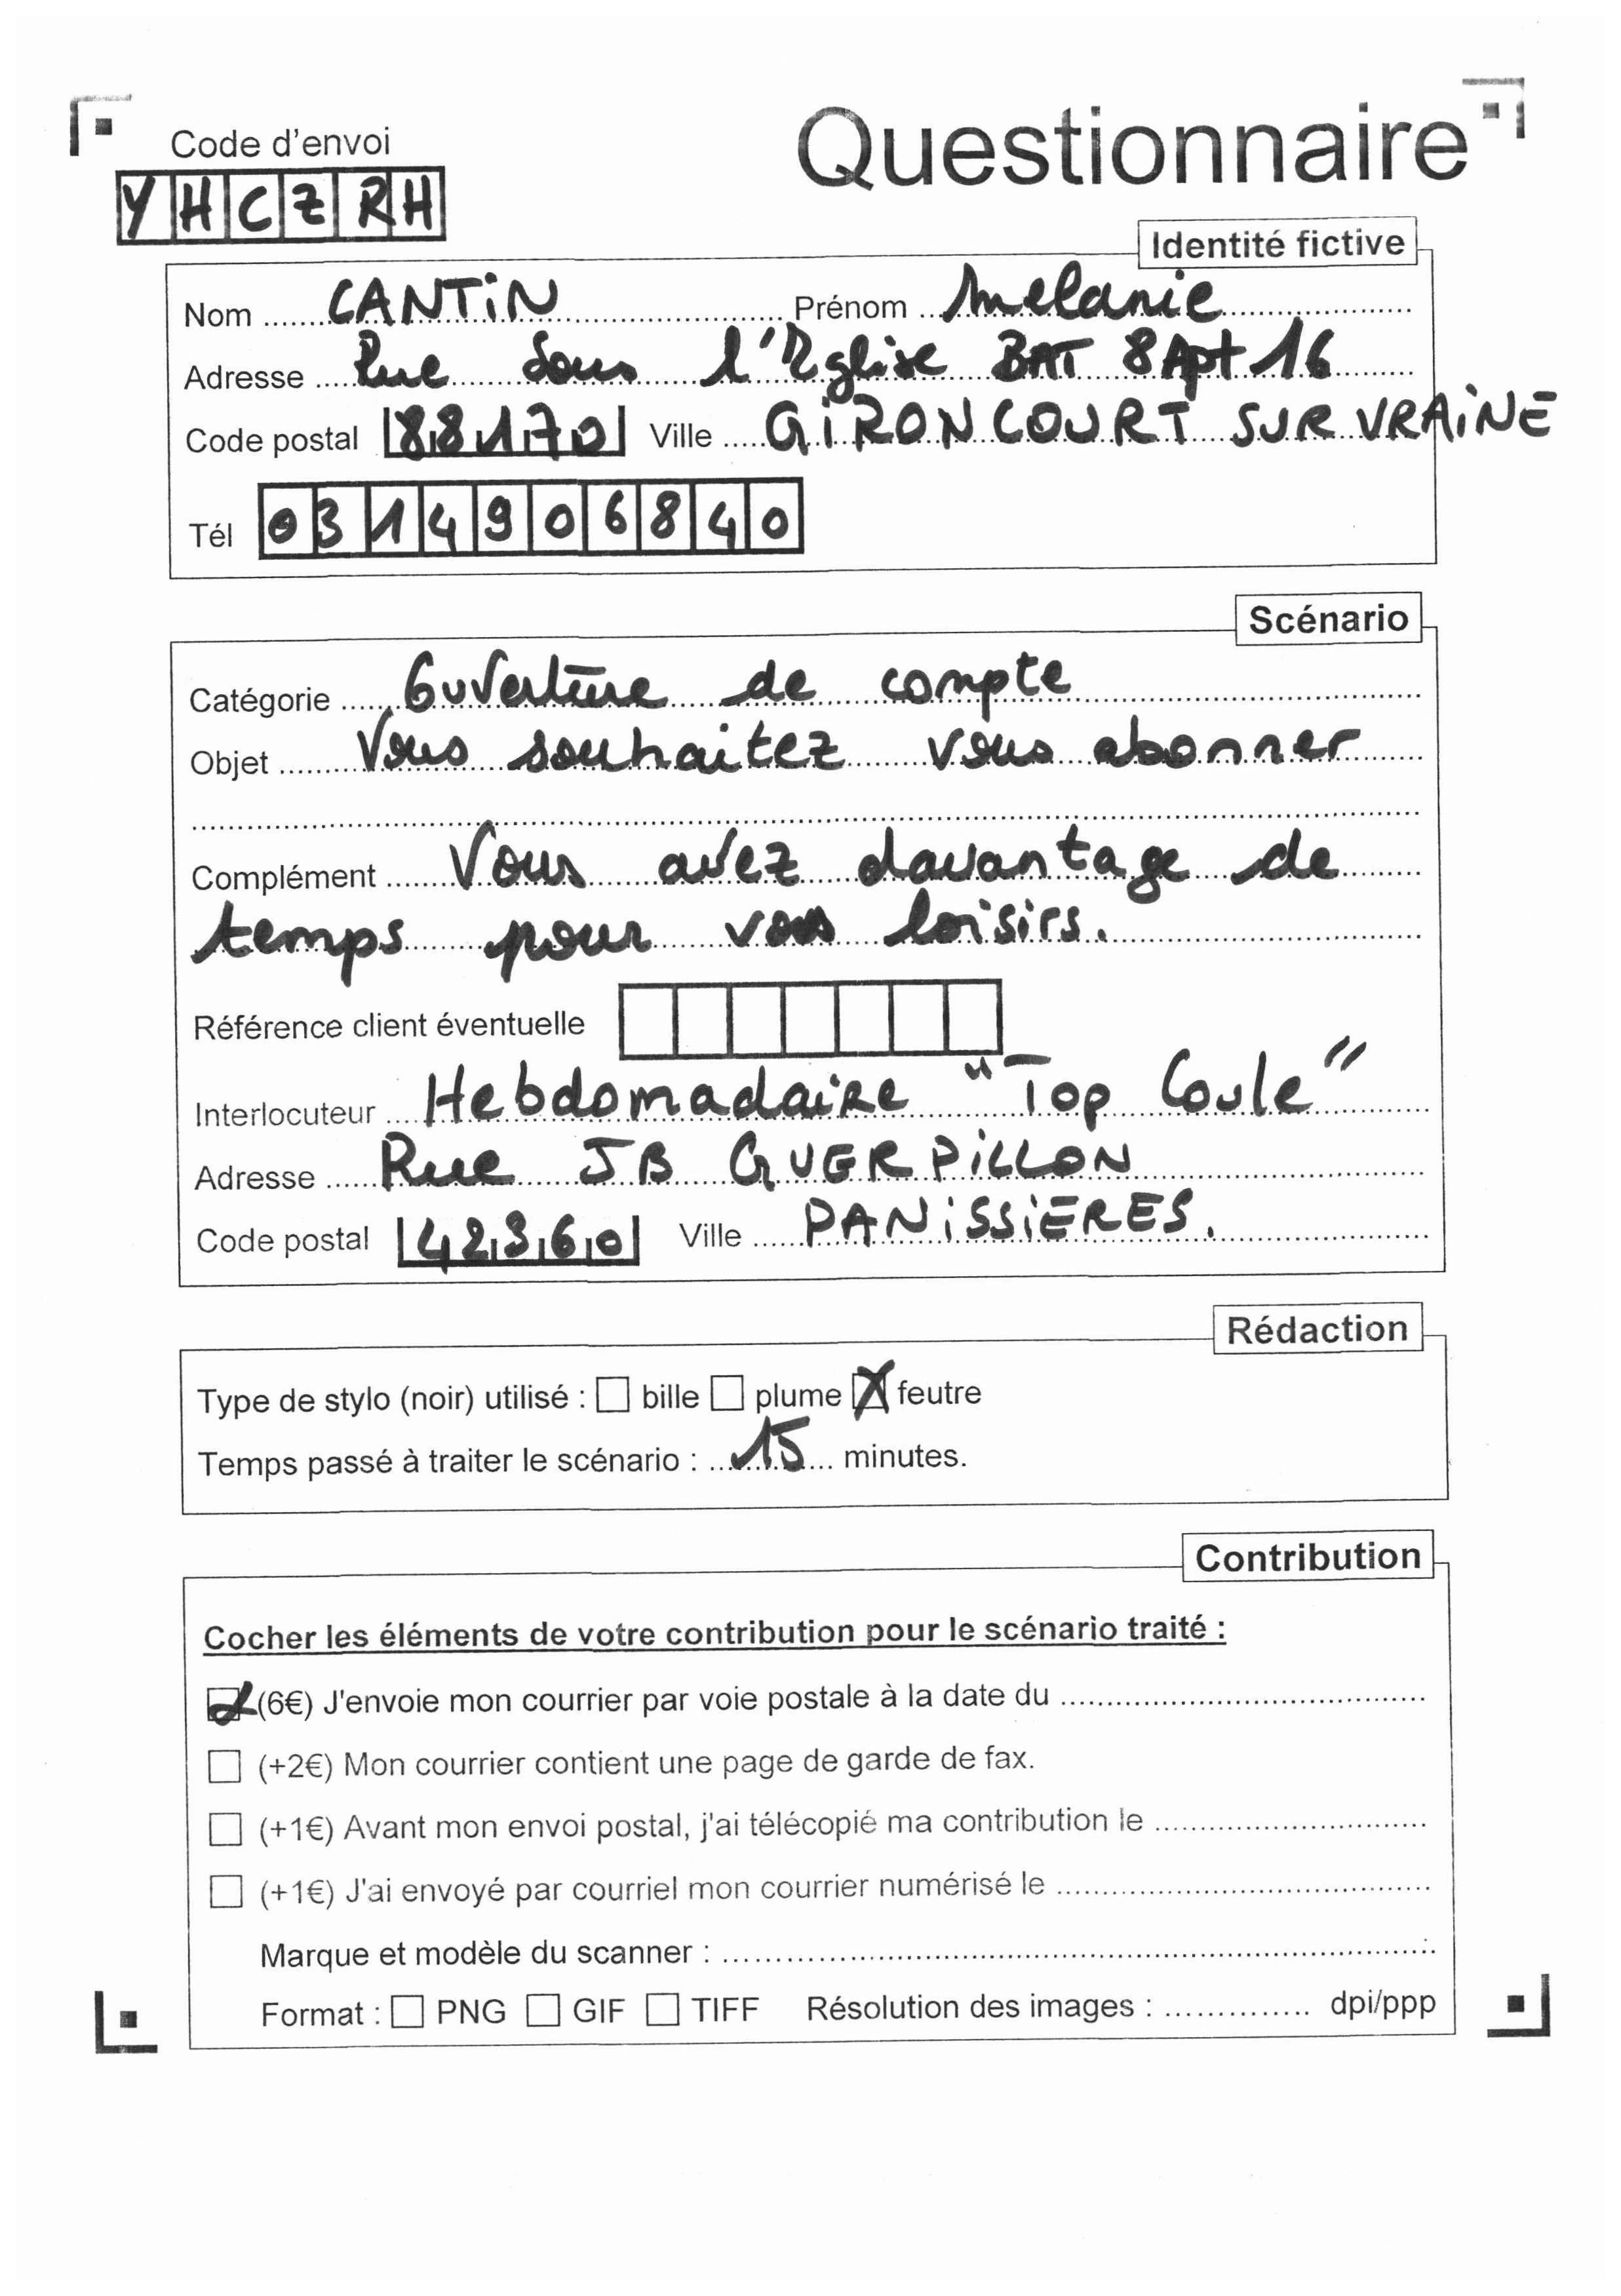 Questionnaire
Code d'envoi
YHCZRH
Identité fictive
Nom CANTiN Prénom Melanie
Adresse Rue Sous l'Eglise BAT 8 Apt 16
Code postal 88170 Ville GiRONCOURT SUR VRAiNE
Tél 0314906840
Scénario
Catégorie Ouverture de compte
Objet Vous souhaitez vous abonner
Complément Vous avez davantage de
temps pour vos loisirs.
Référence client éventuelle
Interlocuteur Hebdomadaire "Top Coule"
Adresse Rue JB GUERPiLLON
Code postal 42360 Ville PANiSSiERES.
Rédaction
Type de stylo (noir) utilisé : bille plume feutre
Temps passé à traiter le scénario : 15 minutes.
Contribution
Cocher les éléments de votre contribution pour le scénario traité :
(6€) J'envoie mon courrier par voie postale à la date du
(+2€) Mon courrier contient une page de garde de fax.
(+1€) Avant mon envoi postal, j'ai télécopié ma contribution le
(+1€) J'ai envoyé par courriel mon courrier numérisé le
Marque et modèle du scanner :
Format : PNG GIF TIFF Résolution des images : dpi/ppp